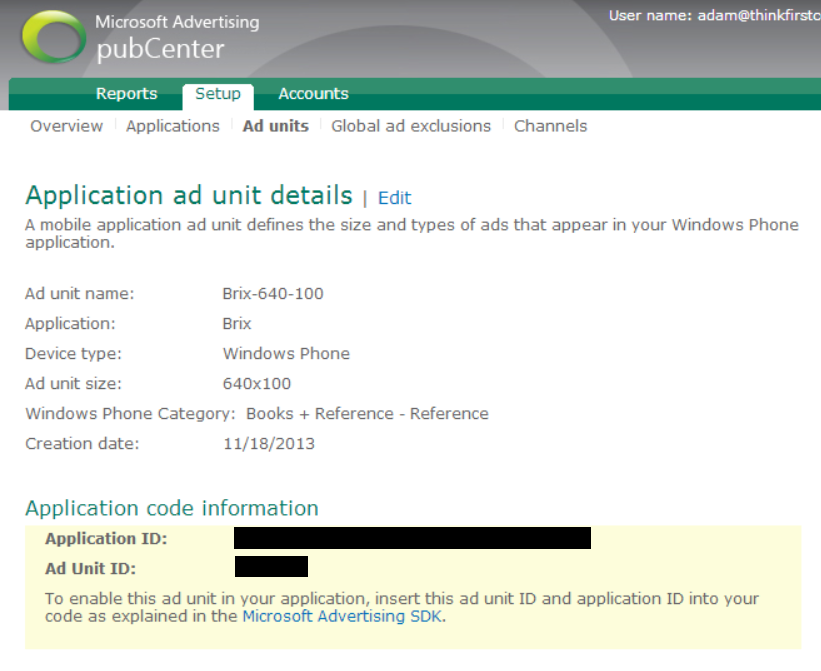 Microsoft Advertising
pubCenter
User name: adam@thinkfirstc
Reports Setup Accounts
Overview Applications Ad units Global ad exclusions Channels
Application ad unit details | Edit
A mobile application ad unit defines the size and types of ads that appear in your Windows Phone
application.
Ad unit name: Brix-640-100
Application: Brix
Device type: Windows Phone
Ad unit size: 640x100
Windows Phone Category: Books + Reference - Reference
Creation date: 11/18/2013
Application code information
Application ID:
Ad Unit ID:
To enable this ad unit in your application, insert this ad unit ID and application ID into your
code as explained in the Microsoft Advertising SDK.